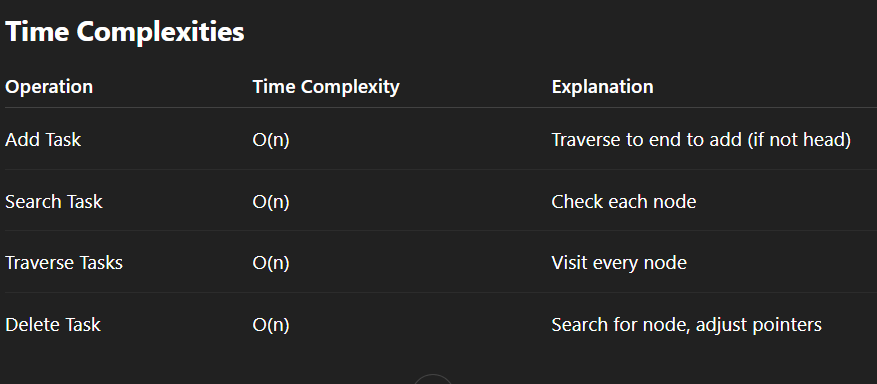 Time Complexities
Operation Time Complexity Explanation
Add Task O(n) Traverse to end to add (if not head)
Search Task O(n) Check each node
Traverse Tasks O(n) Visit every node
Delete Task O(n) Search for node, adjust pointers